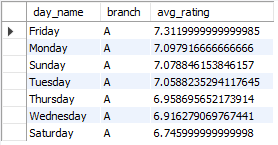 day_name branch avg_rating
Friday A 7.3119999999999985
Monday A 7.097916666666666
Sunday A 7.078846153846157
Tuesday A 7.0588235294117645
Thursday A 6.958695652173914
Wednesday A 6.916279069767441
Saturday A 6.745999999999998